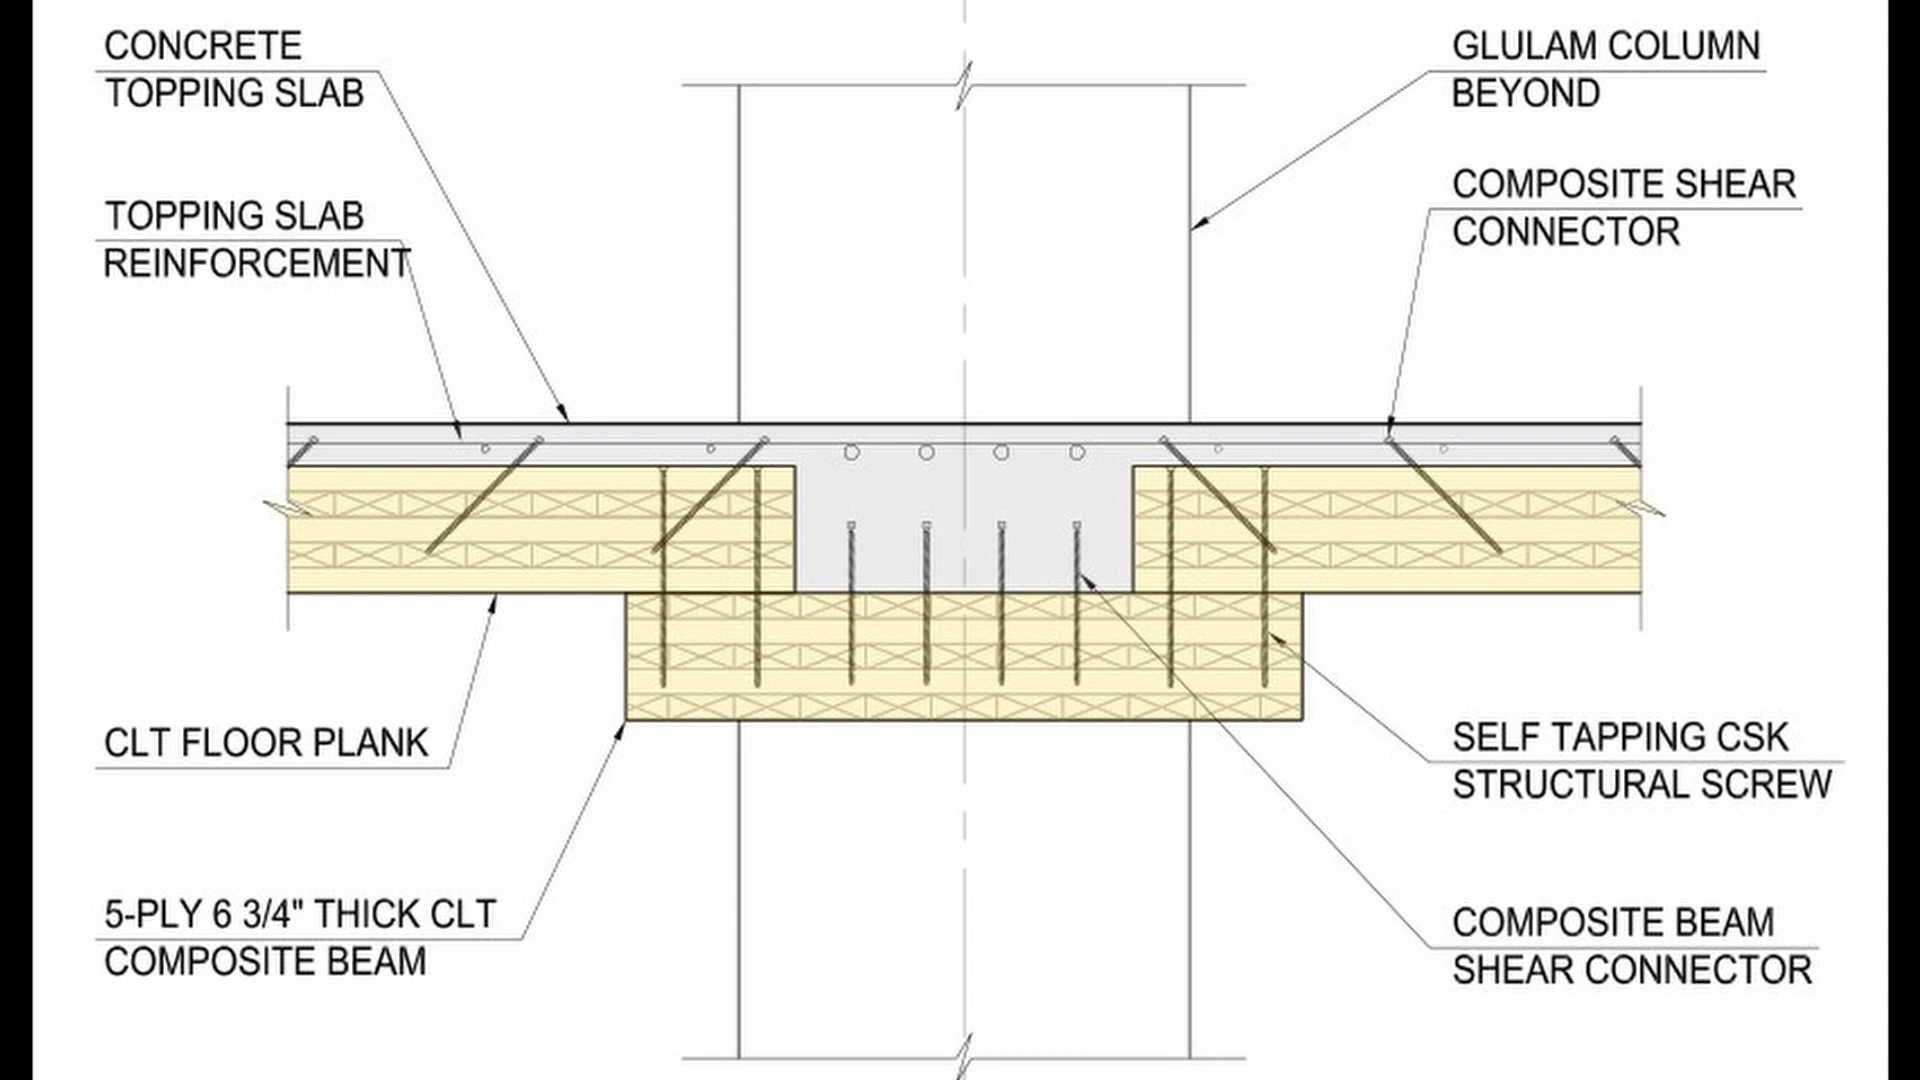 CONCRETE
TOPPING SLAB
TOPPING SLAB
REINFORCEMENT
CLT FLOOR PLANK
5-PLY 6 3/4" THICK CLT
COMPOSITE BEAM
GLULAM COLUMN
BEYOND
COMPOSITE SHEAR
CONNECTOR
SELF TAPPING CSK
STRUCTURAL SCREW
COMPOSITE BEAM
SHEAR CONNECTOR